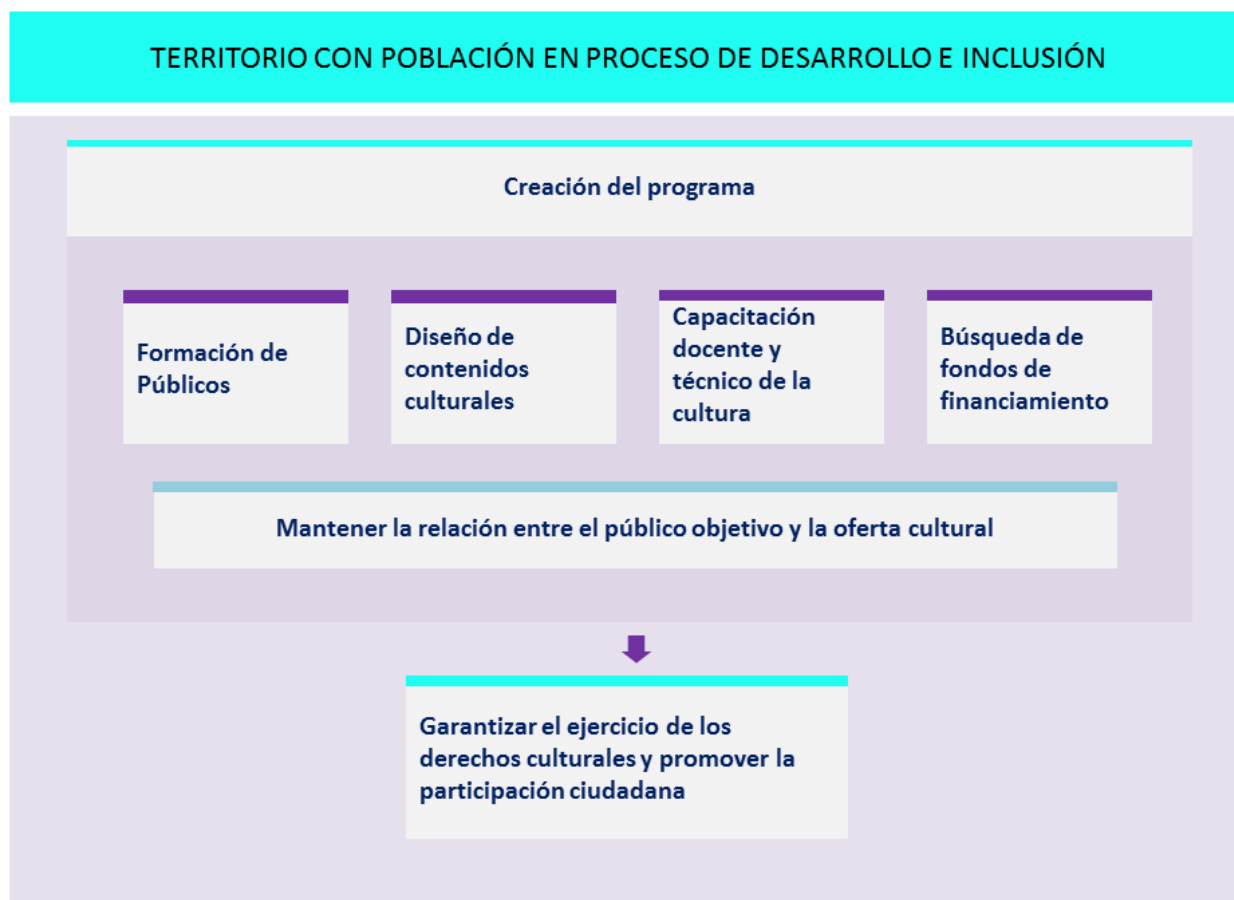 TERRITORIO CON POBLACIÓN EN PROCESO DE DESARROLLO E INCLUSIÓN
Creación del programa
Formación de
Públicos
Diseño de
contenidos
culturales
Capacitación
docente y
técnico de la
cultura
Búsqueda de
fondos de
financiamiento
Mantener la relación entre el público objetivo y la oferta cultural
Garantizar el ejercicio de los
derechos culturales y promover la
participación ciudadana